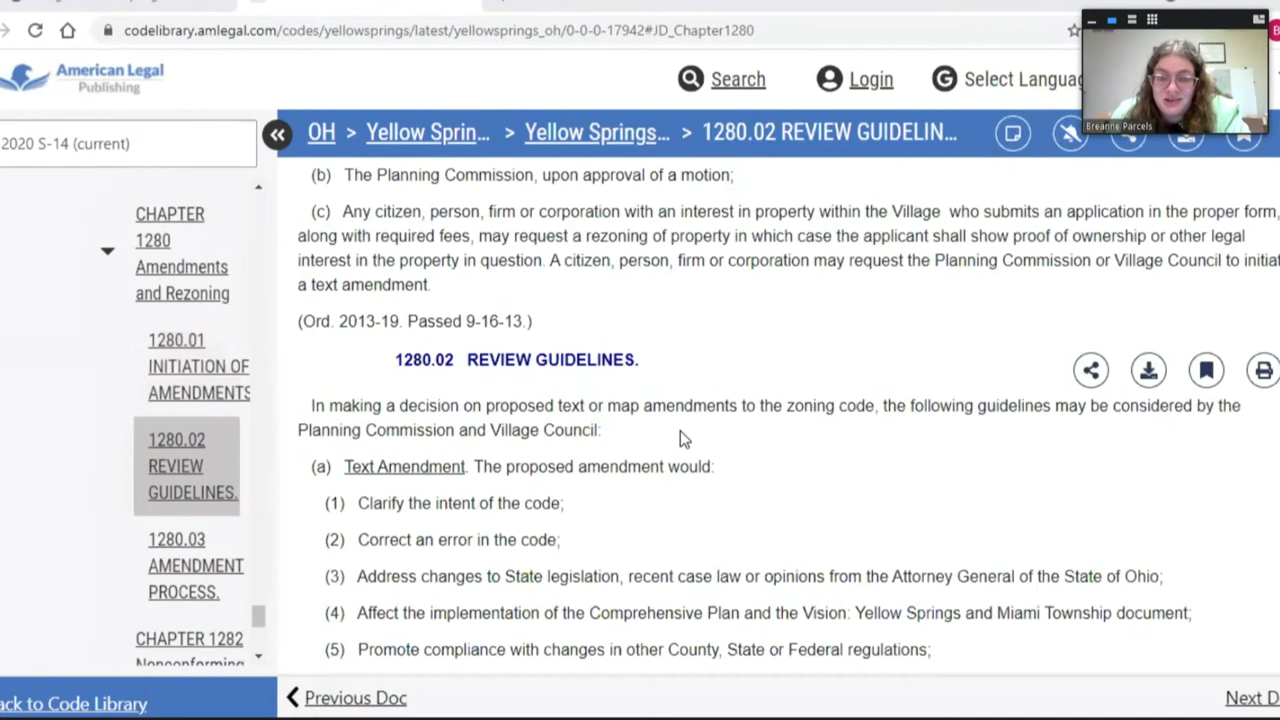 codelibrary.amlegal.com/codes/yellowsprings/latest/yellowsprings_oh/0-0-0-17942#JD_Chapter1280
American Legal
Publishing
Search
Login
Select Langua
Breanne Parcels
2020 S-14 (current)
OH > Yellow Sprin... > Yellow Springs... > 1280.02 REVIEW GUIDELIN...
CHAPTER
1280
Amendments
and Rezoning
1280.01
INITIATION OF
AMENDMENTS
1280.02
REVIEW
GUIDELINES.
1280.03
AMENDMENT
PROCESS.
CHAPTER 1282
Nonconforming
ack to Code Library
(b) The Planning Commission, upon approval of a motion;
(c) Any citizen, person, firm or corporation with an interest in property within the Village who submits an application in the proper form,
along with required fees, may request a rezoning of property in which case the applicant shall show proof of ownership or other legal
interest in the property in question. A citizen, person, firm or corporation may request the Planning Commission or Village Council to initiat
a text amendment.
(Ord. 2013-19. Passed 9-16-13.)
1280.02 REVIEW GUIDELINES.
In making a decision on proposed text or map amendments to the zoning code, the following guidelines may be considered by the
Planning Commission and Village Council:
(a) Text Amendment. The proposed amendment would:
(1) Clarify the intent of the code;
(2) Correct an error in the code;
(3) Address changes to State legislation, recent case law or opinions from the Attorney General of the State of Ohio;
(4) Affect the implementation of the Comprehensive Plan and the Vision: Yellow Springs and Miami Township document;
(5) Promote compliance with changes in other County, State or Federal regulations;
Previous Doc
Next D